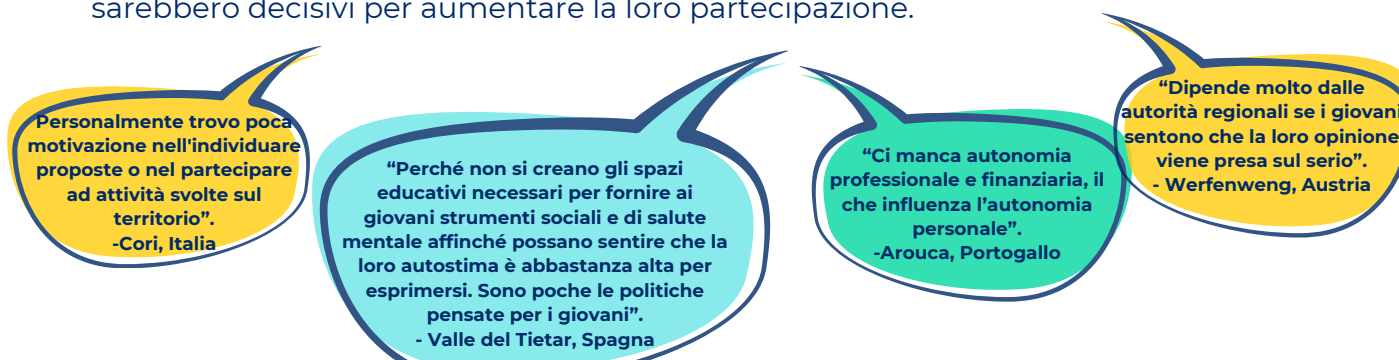 sarebbero decisivi per aumentare la loro partecipazione.
Personalmente trovo poca
motivazione nell'individuare
proposte o nel partecipare
ad attività svolte sul
territorio”.
-Cori, Italia
“Perché non si creano gli spazi
educativi necessari per fornire ai
giovani strumenti sociali e di salute
mentale affinché possano sentire che la
loro autostima è abbastanza alta per
esprimersi. Sono poche le politiche
pensate per i giovani”.
- Valle del Tietar, Spagna
“Ci manca autonomia
professionale e finanziaria, il
che influenza l’autonomia
personale”.
-Arouca, Portogallo
“Dipende molto dalle
autorità regionali se i giovani
sentono che la loro opinione
viene presa sul serio”.
- Werfenweng, Austria